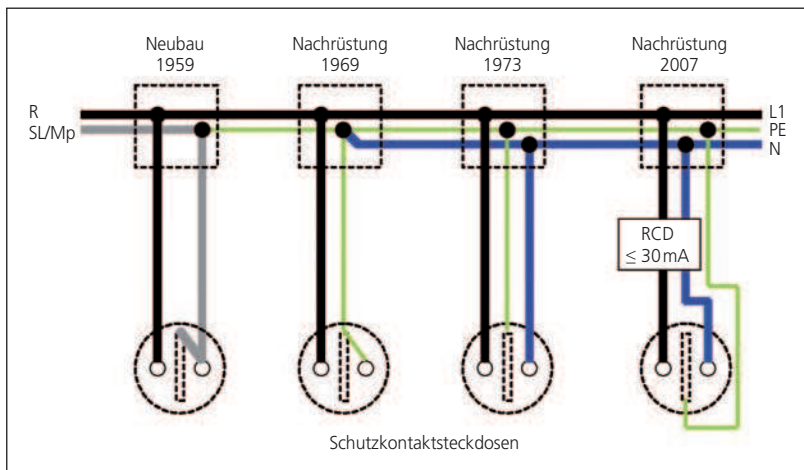 Neubau
1959
Nachrüstung
1969
Nachrüstung
1973
Nachrüstung
2007
R
SL/Mp
L1
PE
N
RCD
≤ 30 mA
Schutzkontaktsteckdosen